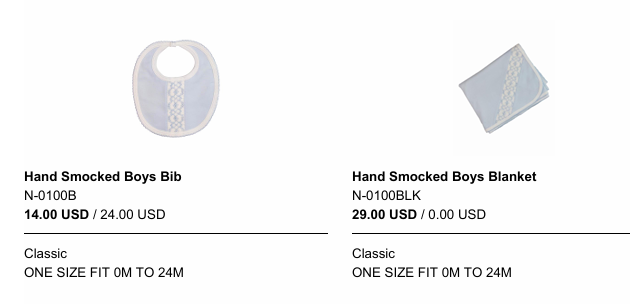 Hand Smocked Boys Bib
N-0100B
14.00 USD / 24.00 USD
Classic
ONE SIZE FIT 0M TO 24M
Hand Smocked Boys Blanket
N-0100BLK
29.00 USD / 0.00 USD
Classic
ONE SIZE FIT 0M TO 24M